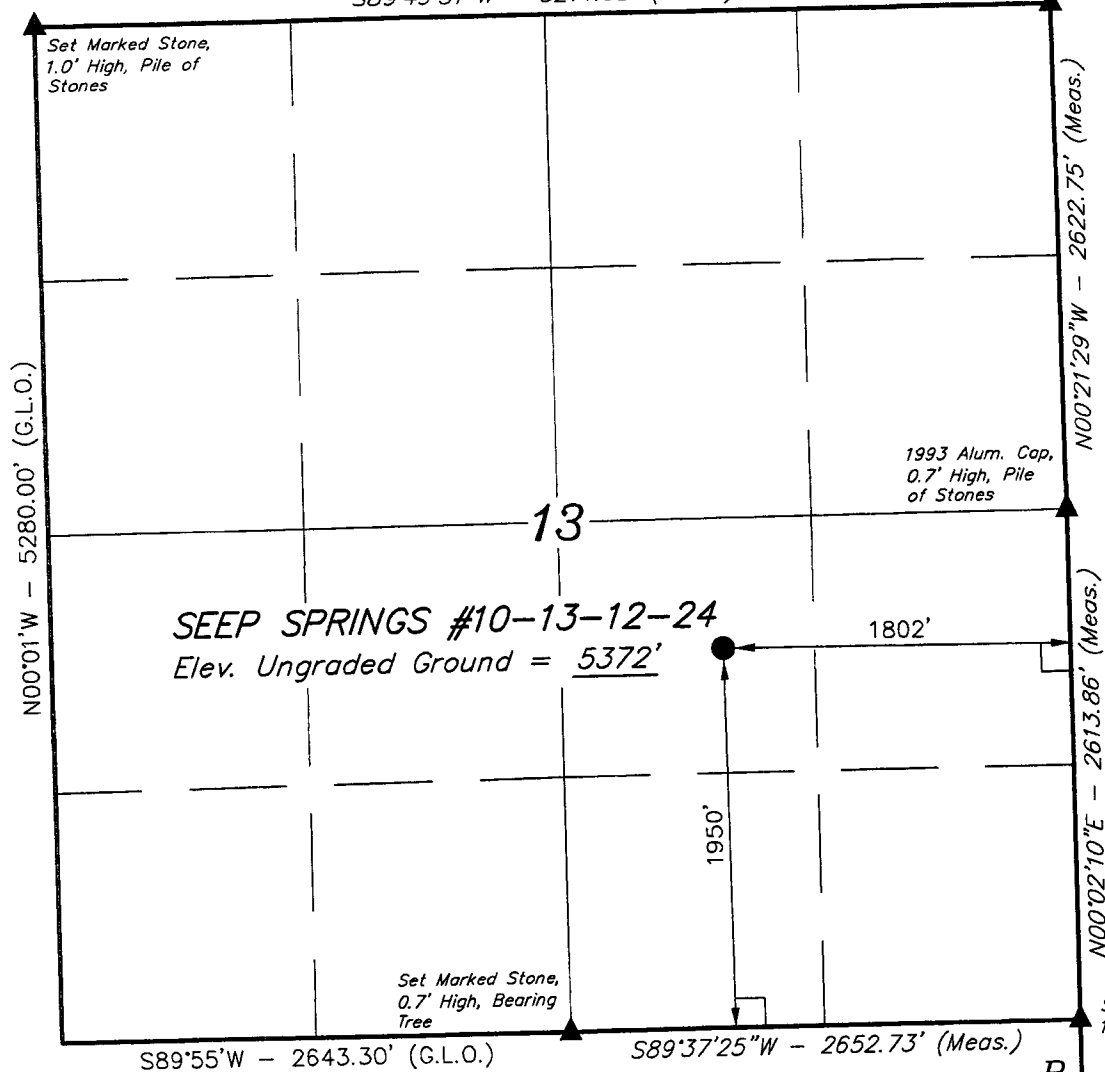 Set Marked Stone,
1.0' High, Pile of
Stones
N00°21'29"W - 2622.75' (Meas.)
N00°01'W - 5280.00' (G.L.O.)
1993 Alum. Cap,
0.7' High, Pile
of Stones
13
SEEP SPRINGS #10-13-12-24
Elev. Ungraded Ground = 5372'
1802'
N00°02'10"E - 2613.86' (Meas.)
1950'
Set Marked Stone,
0.7' High, Bearing
Tree
S89°55'W - 2643.30' (G.L.O.)
S89°37'25"W - 2652.73' (Meas.)